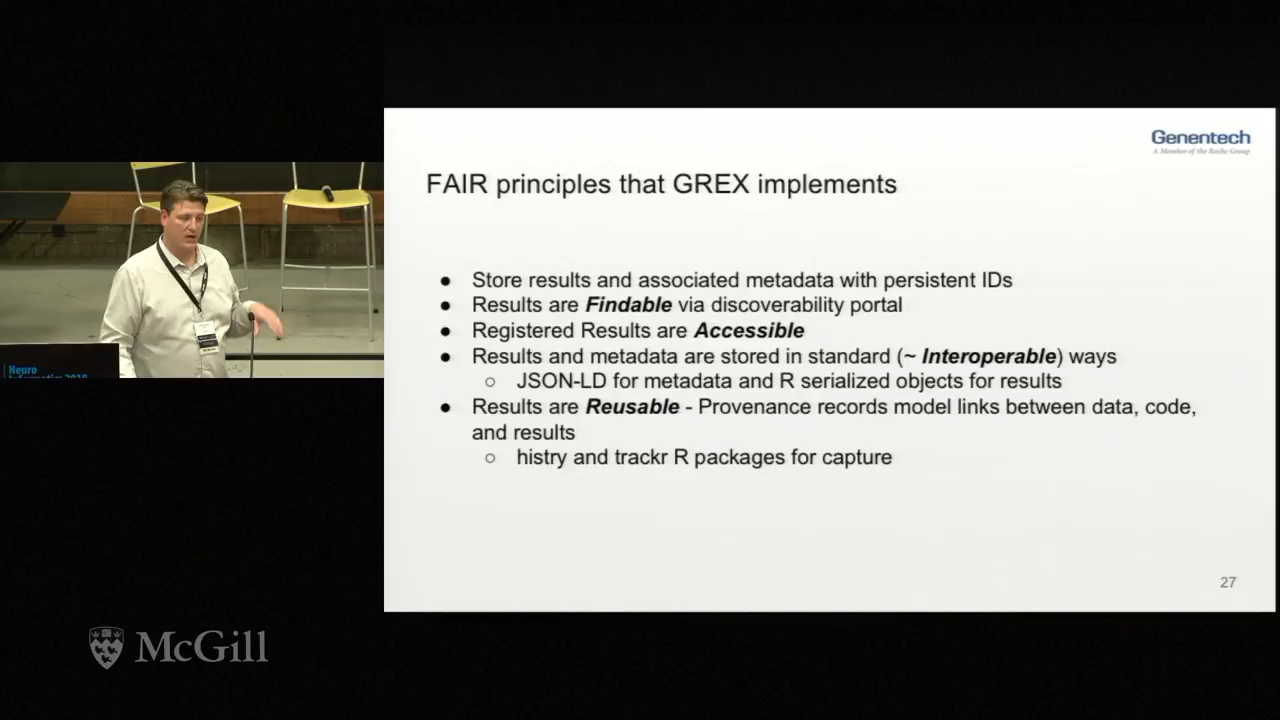 Genentech
A Member of the Roche Group
FAIR principles that GREX implements
● Store results and associated metadata with persistent IDs
● Results are Findable via discoverability portal
● Registered Results are Accessible
● Results and metadata are stored in standard (~ Interoperable) ways
○ JSON-LD for metadata and R serialized objects for results
● Results are Reusable - Provenance records model links between data, code,
and results
○ histry and trackr R packages for capture
27
Neuro
Informatics 2018
McGill